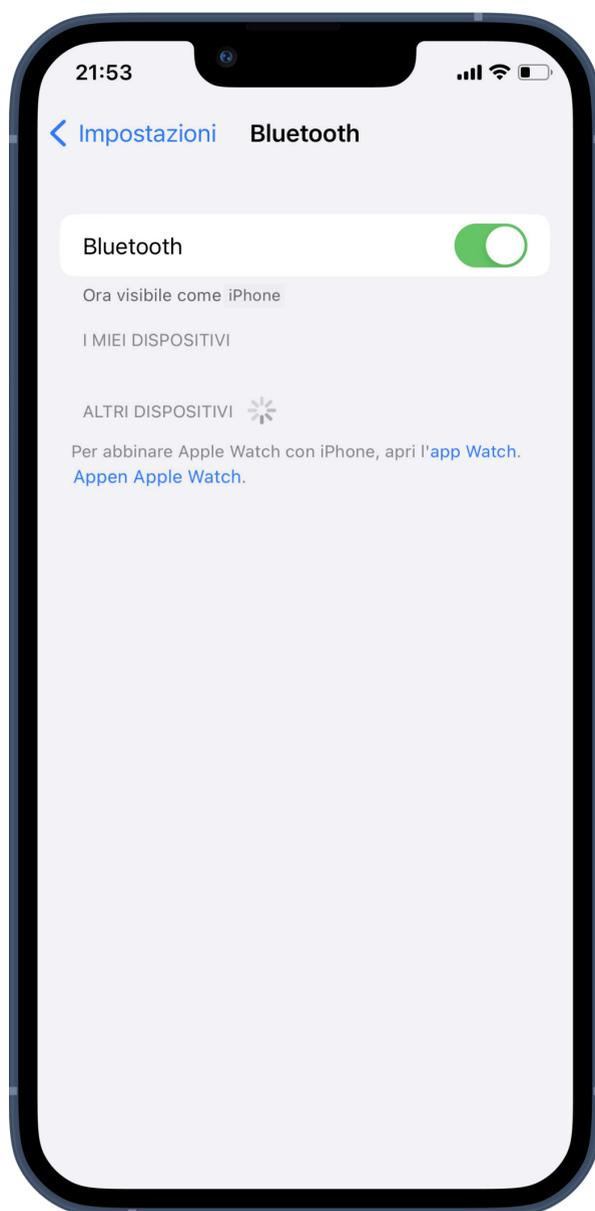 21:53
Impostazioni Bluetooth
Bluetooth
Ora visibile come iPhone
I MIEI DISPOSITIVI
ALTRI DISPOSITIVI
Per abbinare Apple Watch con iPhone, apri l'app Watch.
Appen Apple Watch.